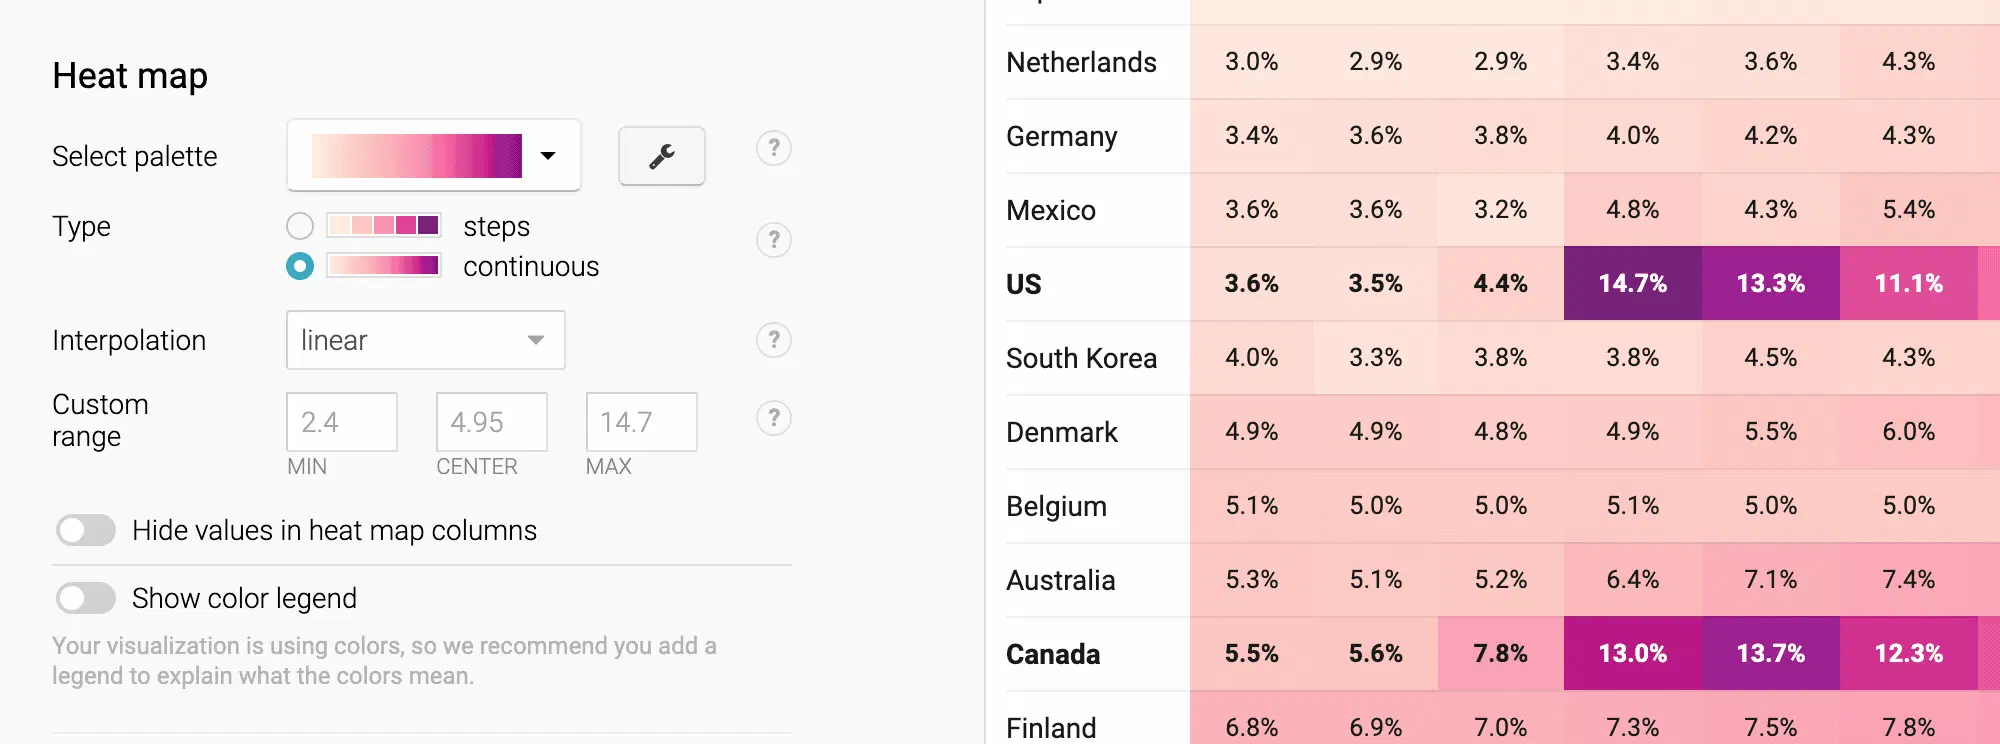 Heat map
Select palette
?
Type
steps
?
continuous
Interpolation
linear
?
Custom
range
2.4
4.95
14.7
?
MIN
CENTER
MAX
Hide values in heat map columns
Show color legend
Your visualization is using colors, so we recommend you add a
legend to explain what the colors mean.
Netherlands 3.0% 2.9% 2.9% 3.4% 3.6% 4.3%
Germany 3.4% 3.6% 3.8% 4.0% 4.2% 4.3%
Mexico 3.6% 3.6% 3.2% 4.8% 4.3% 5.4%
US 3.6% 3.5% 4.4% 14.7% 13.3% 11.1%
South Korea 4.0% 3.3% 3.8% 3.8% 4.5% 4.3%
Denmark 4.9% 4.9% 4.8% 4.9% 5.5% 6.0%
Belgium 5.1% 5.0% 5.0% 5.1% 5.0% 5.0%
Australia 5.3% 5.1% 5.2% 6.4% 7.1% 7.4%
Canada 5.5% 5.6% 7.8% 13.0% 13.7% 12.3%
Finland 6.8% 6.9% 7.0% 7.3% 7.5% 7.8%